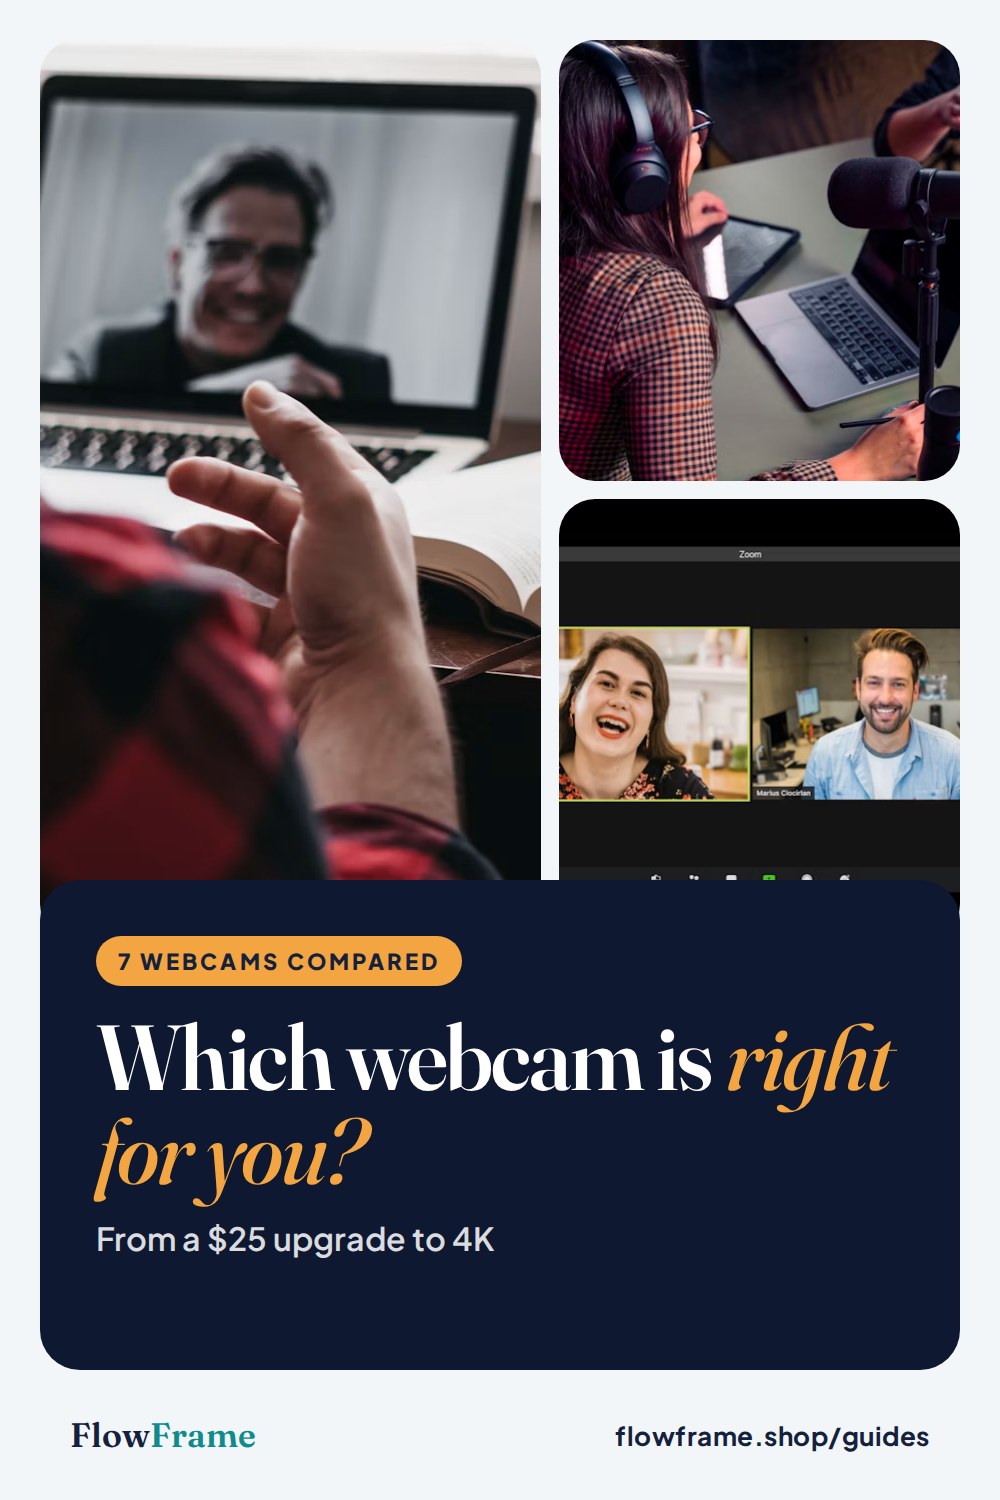 Zoom
Marius Ciocirlan
7 WEBCAMS COMPARED
Which webcam is right
for you?
From a $25 upgrade to 4K
FlowFrame
flowframe.shop/guides